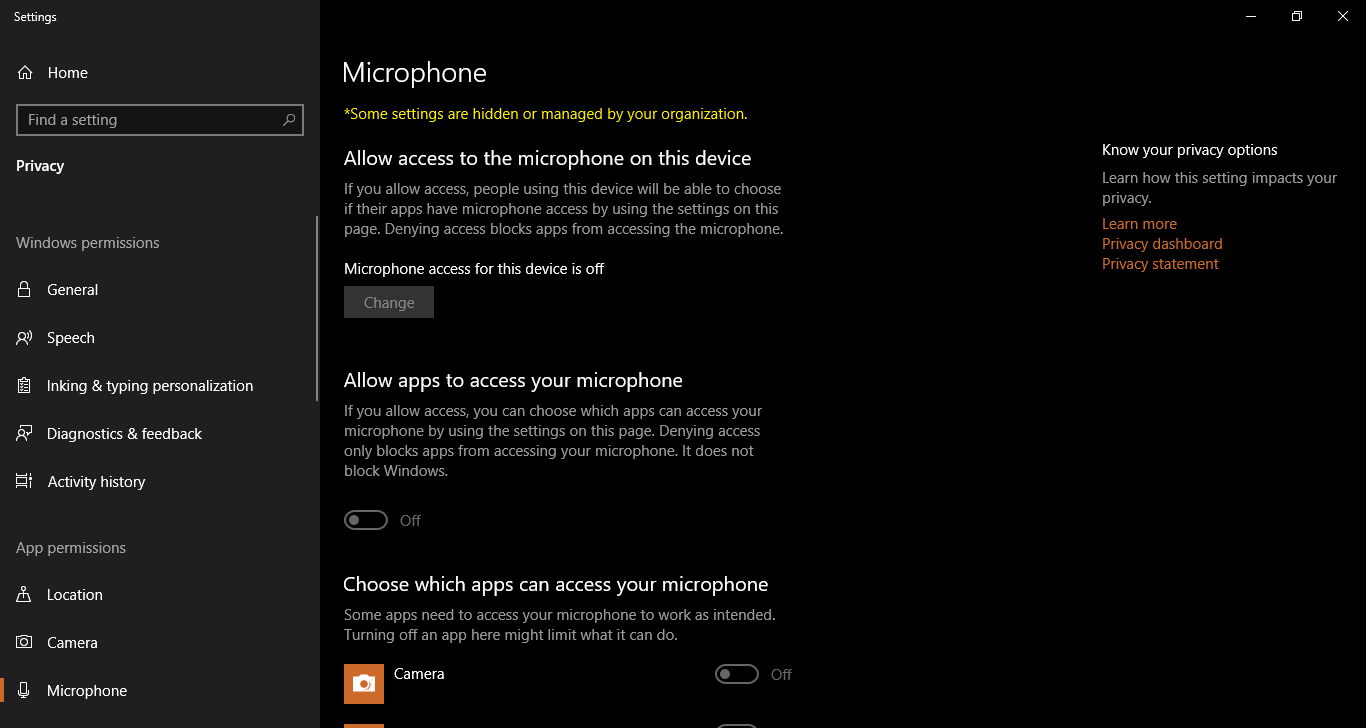 Settings
Home
Find a setting
Privacy
Windows permissions
General
Speech
Inking & typing personalization
Diagnostics & feedback
Activity history
App permissions
Location
Camera
Microphone
Microphone
*Some settings are hidden or managed by your organization.
Allow access to the microphone on this device
If you allow access, people using this device will be able to choose
if their apps have microphone access by using the settings on this
page. Denying access blocks apps from accessing the microphone.
Microphone access for this device is off
Change
Allow apps to access your microphone
If you allow access, you can choose which apps can access your
microphone by using the settings on this page. Denying access
only blocks apps from accessing your microphone. It does not
block Windows.
Off
Choose which apps can access your microphone
Some apps need to access your microphone to work as intended.
Turning off an app here might limit what it can do.
Camera
Off
Know your privacy options
Learn how this setting impacts your
privacy.
Learn more
Privacy dashboard
Privacy statement